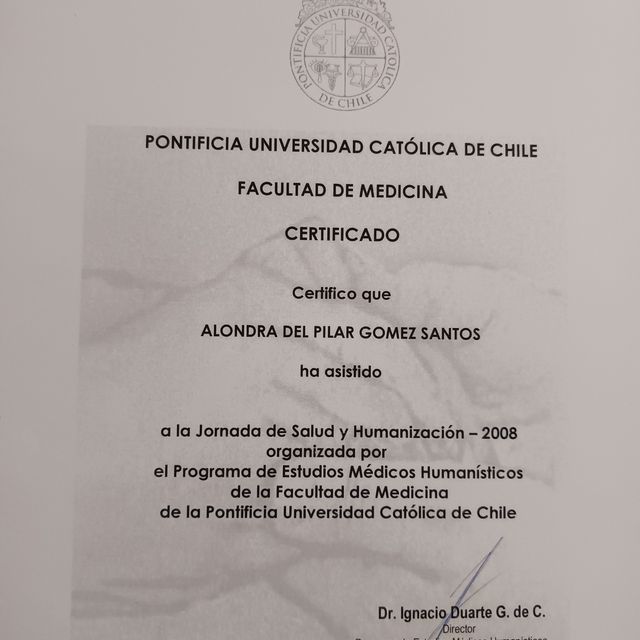 PONTIFICIA UNIVERSIDAD CATOLICA
DE CHILE
PONTIFICIA UNIVERSIDAD CATÓLICA DE CHILE
FACULTAD DE MEDICINA
CERTIFICADO
Certifico que
ALONDRA DEL PILAR GOMEZ SANTOS
ha asistido
a la Jornada de Salud y Humanización – 2008
organizada por
el Programa de Estudios Médicos Humanísticos
de la Facultad de Medicina
de la Pontificia Universidad Católica de Chile
Dr. Ignacio Duarte G. de C.
Director